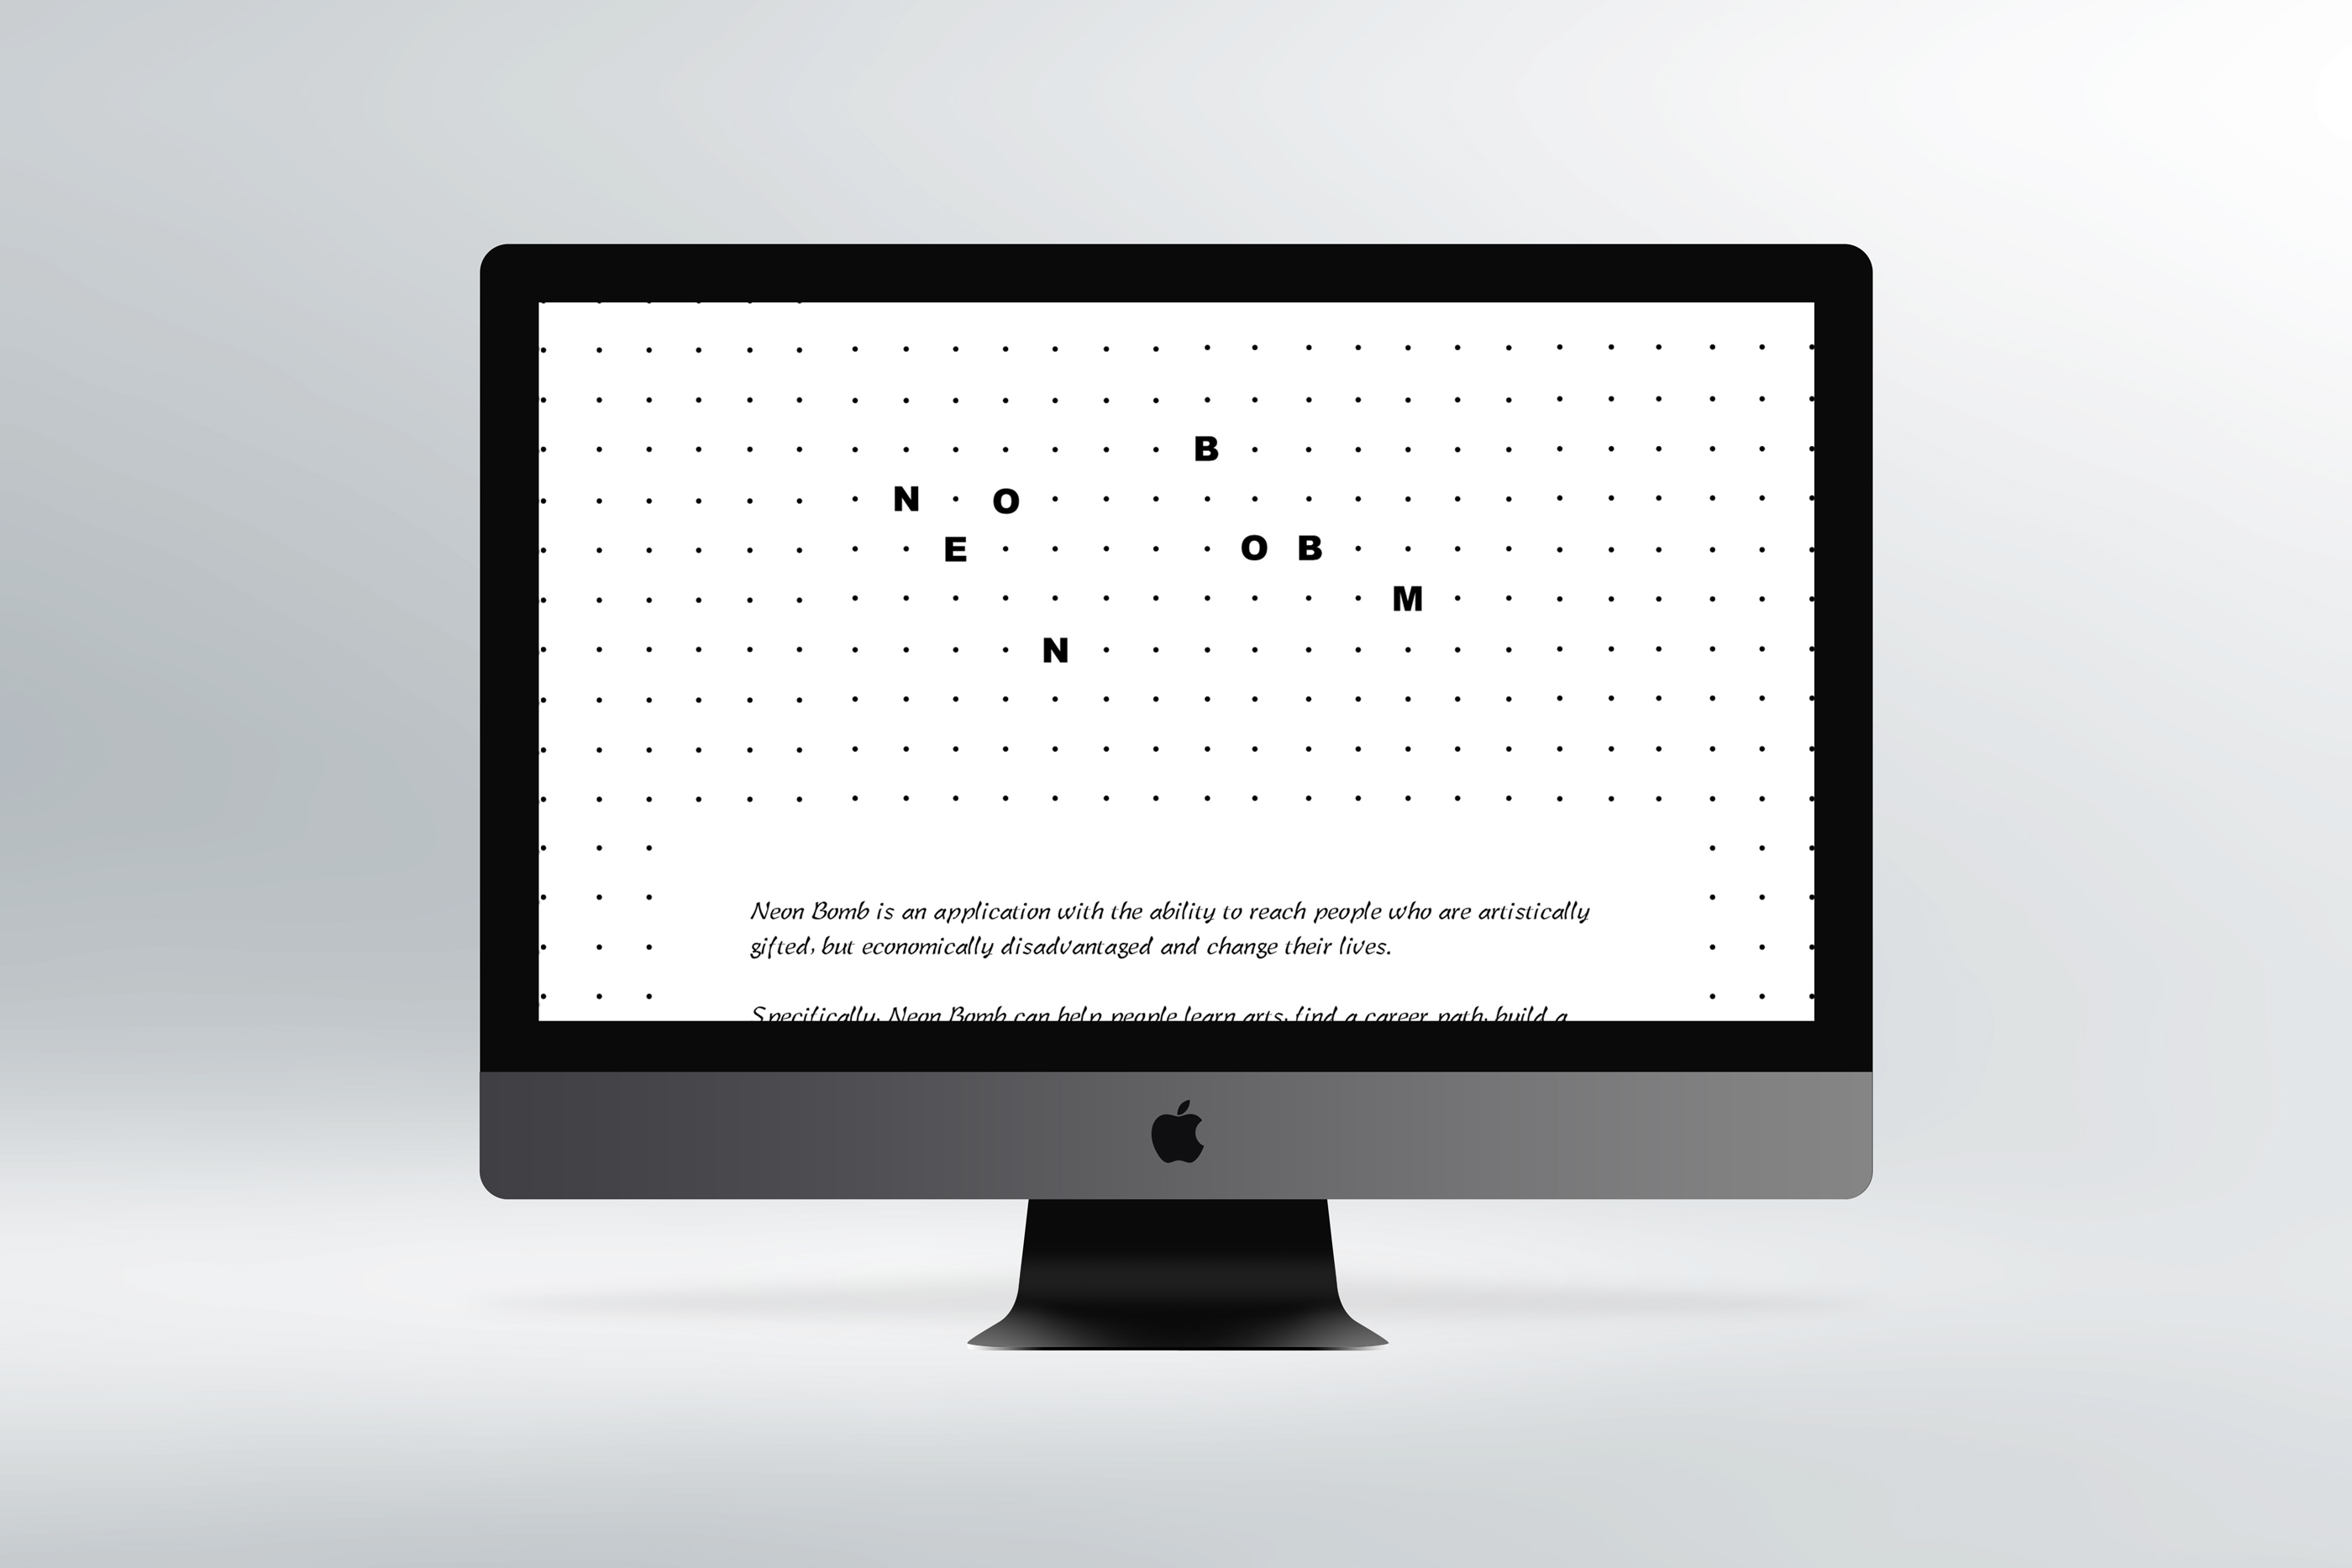 N E O N B O B M
Neon Bomb is an application with the ability to reach people who are artistically
gifted, but economically disadvantaged and change their lives.
Specifically, Neon Bomb can help people learn arts, find a career path, build a